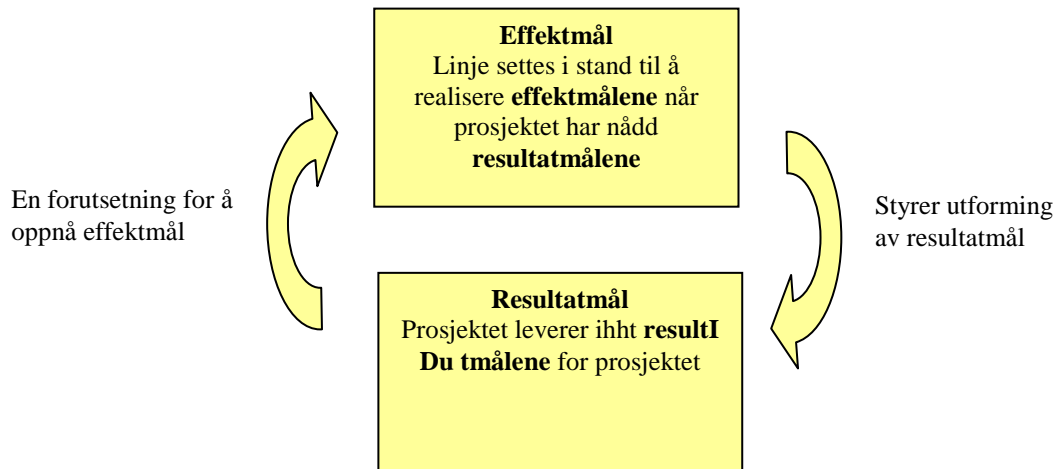 Effektmål
Linje settes i stand til å
realisere effektmålene når
prosjektet har nådd
resultatmålene
En forutsetning for å
oppnå effektmål
Styrer utforming
av resultatmål
Resultatmål
Prosjektet leverer ihht resultI
Du tmålene for prosjektet